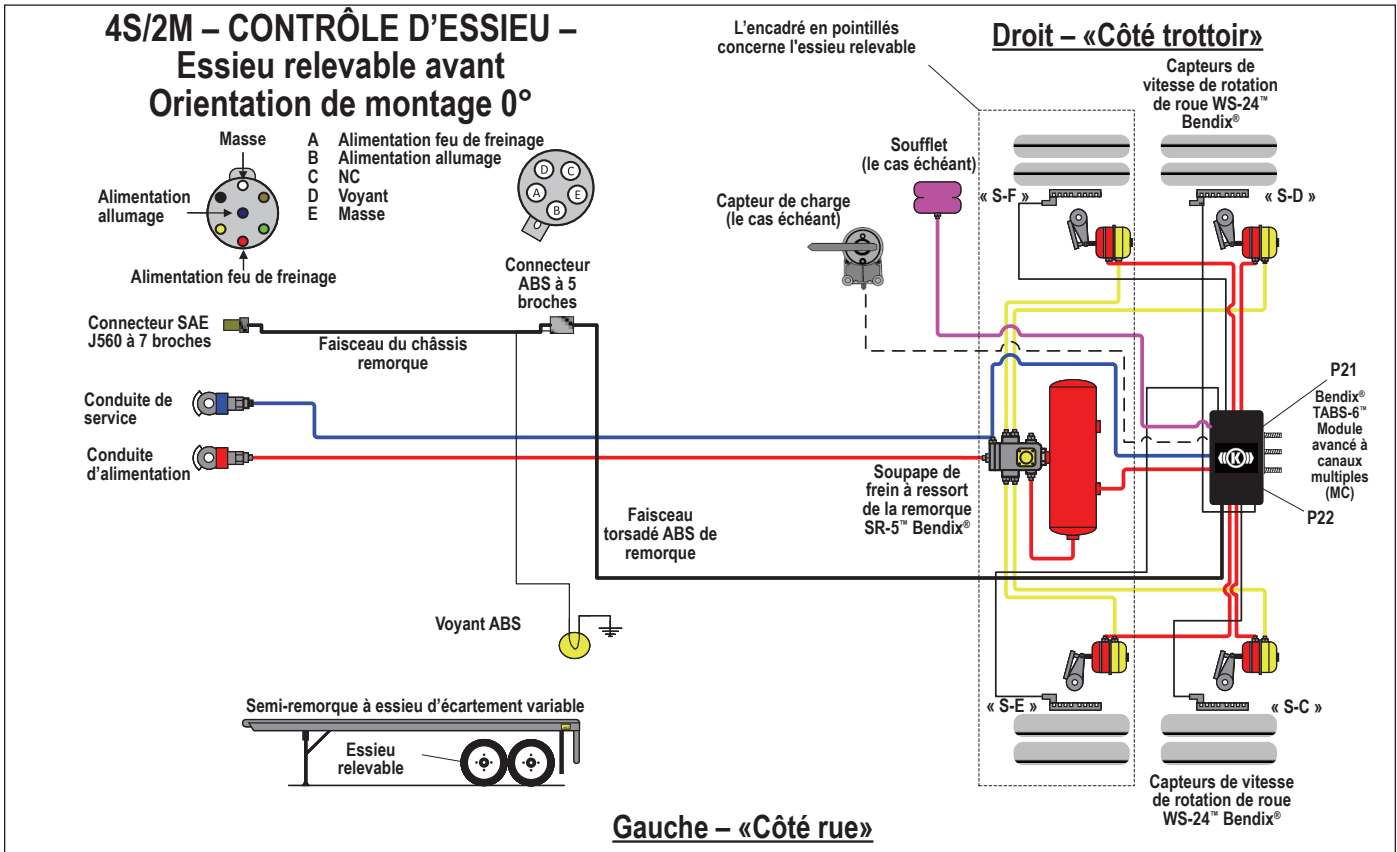 4S/2M – CONTRÔLE D’ESSIEU –
Essieu relevable avant
Orientation de montage 0°
L’encadré en pointillés
concerne l'essieu relevable
Droit – «Côté trottoir»
Capteurs de
vitesse de rotation
de roue WS-24™
Bendix®
Masse
Alimentation
allumage
Alimentation feu de freinage
A Alimentation feu de freinage
B Alimentation allumage
C NC
D Voyant
E Masse
D
C
A
E
B
Connecteur
ABS à 5
broches
Soufflet
(le cas échéant)
Capteur de charge
(le cas échéant)
« S-F »
« S-D »
Connecteur SAE
J560 à 7 broches
Faisceau du châssis
remorque
Conduite de
service
Conduite
d’alimentation
Soupape de
frein à ressort
de la remorque
SR-5™ Bendix®
P21
Bendix®
TABS-6™
Module
avancé à
canaux
multiples
(MC)
P22
K
Faisceau
torsadé ABS de
remorque
Voyant ABS
Semi-remorque à essieu d’écartement variable
Essieu
relevable
« S-E »
« S-C »
Capteurs de vitesse
de rotation de roue
WS-24™ Bendix®
Gauche – «Côté rue»